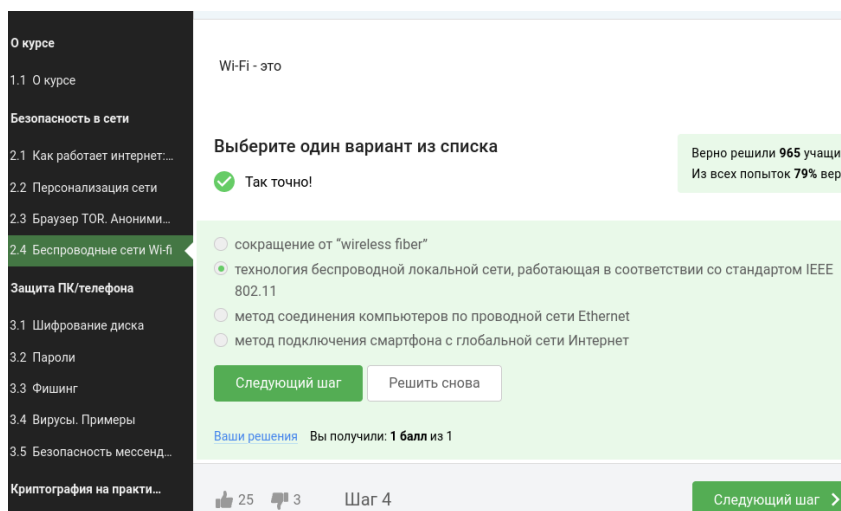 О курсе
1.1 О курсе
Безопасность в сети
2.1 Как работает интернет:...
2.2 Персонализация сети
2.3 Браузер TOR. Аноними...
2.4 Беспроводные сети Wi-fi
Защита ПК/телефона
3.1 Шифрование диска
3.2 Пароли
3.3 Фишинг
3.4 Вирусы. Примеры
3.5 Безопасность мессенд...
Криптография на практи...
Wi-Fi - это
Выберите один вариант из списка
Так точно!
Верно решили 965 учащи
Из всех попыток 79% вер
сокращение от “wireless fiber”
технология беспроводной локальной сети, работающая в соответствии со стандартом IEEE
802.11
метод соединения компьютеров по проводной сети Ethernet
метод подключения смартфона с глобальной сети Интернет
Следующий шаг
Решить снова
Ваши решения Вы получили: 1 балл из 1
25 3 Шаг 4
Следующий шаг